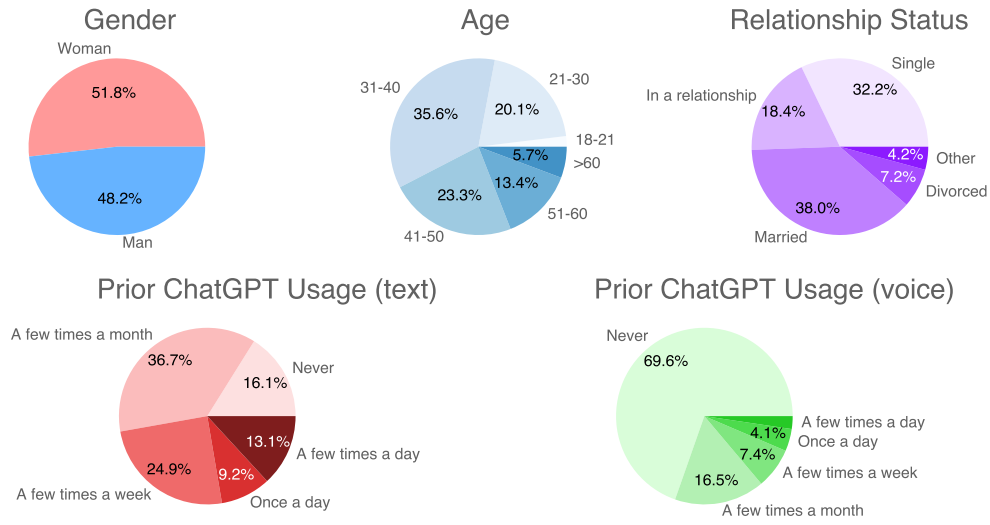 Gender
Woman
51.8%
48.2%
Man
Age
31-40
21-30
35.6%
20.1%
18-21
5.7%
>60
23.3%
13.4%
51-60
41-50
Relationship Status
Single
In a relationship
32.2%
18.4%
4.2%
Other
7.2%
Divorced
38.0%
Married
Prior ChatGPT Usage (text)
A few times a month
36.7%
Never
16.1%
13.1%
A few times a day
24.9%
9.2%
A few times a week
Once a day
Prior ChatGPT Usage (voice)
Never
69.6%
A few times a day
4.1%
Once a day
7.4%
A few times a week
16.5%
A few times a month